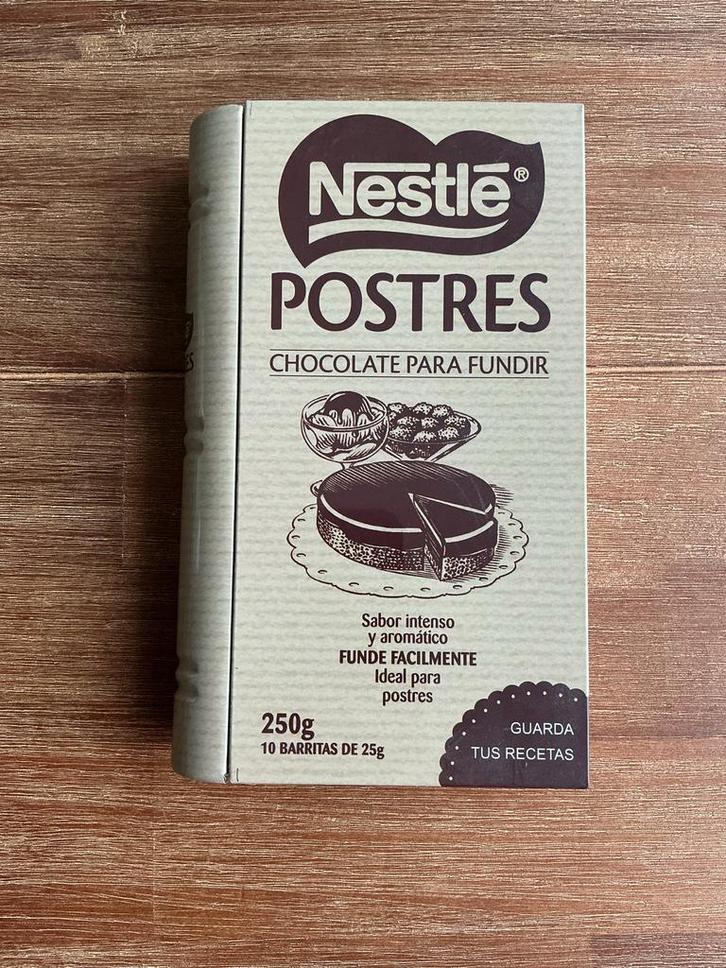 Nestlé®
POSTRES
CHOCOLATE PARA FUNDIR
Sabor intenso
y aromático
FUNDE FACILMENTE
Ideal para
postres
250g
10 BARRITAS DE 25g
GUARDA
TUS RECETAS